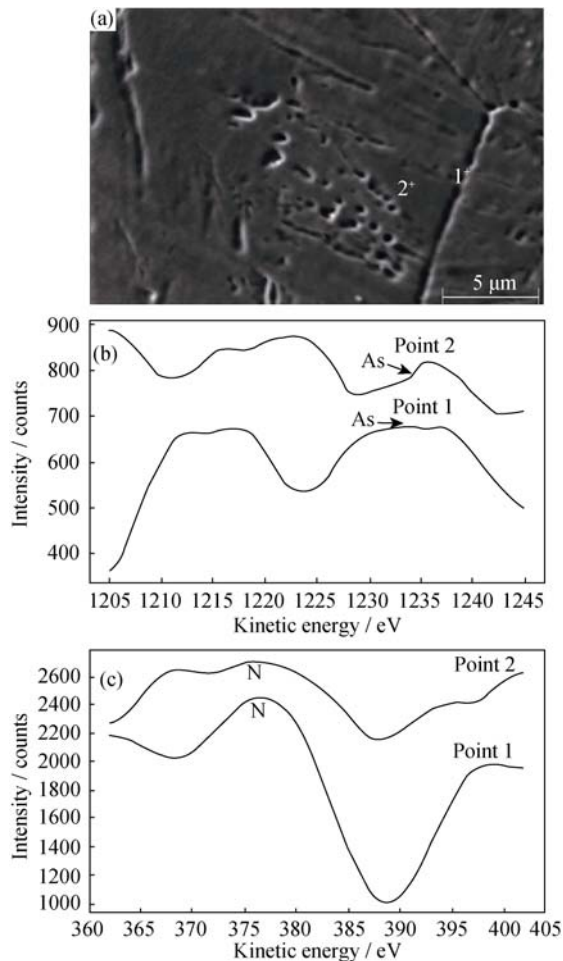 (a)
2+
1+
5 μm
(b)
900
800
700
600
500
400
Intensity / counts
As
Point 2
As
Point 1
1205 1210 1215 1220 1225 1230 1235 1240 1245
Kinetic energy / eV
(c)
2600
2400
2200
2000
1800
1600
1400
1200
1000
Intensity / counts
N
Point 2
N
Point 1
360 365 370 375 380 385 390 395 400 405
Kinetic energy / eV